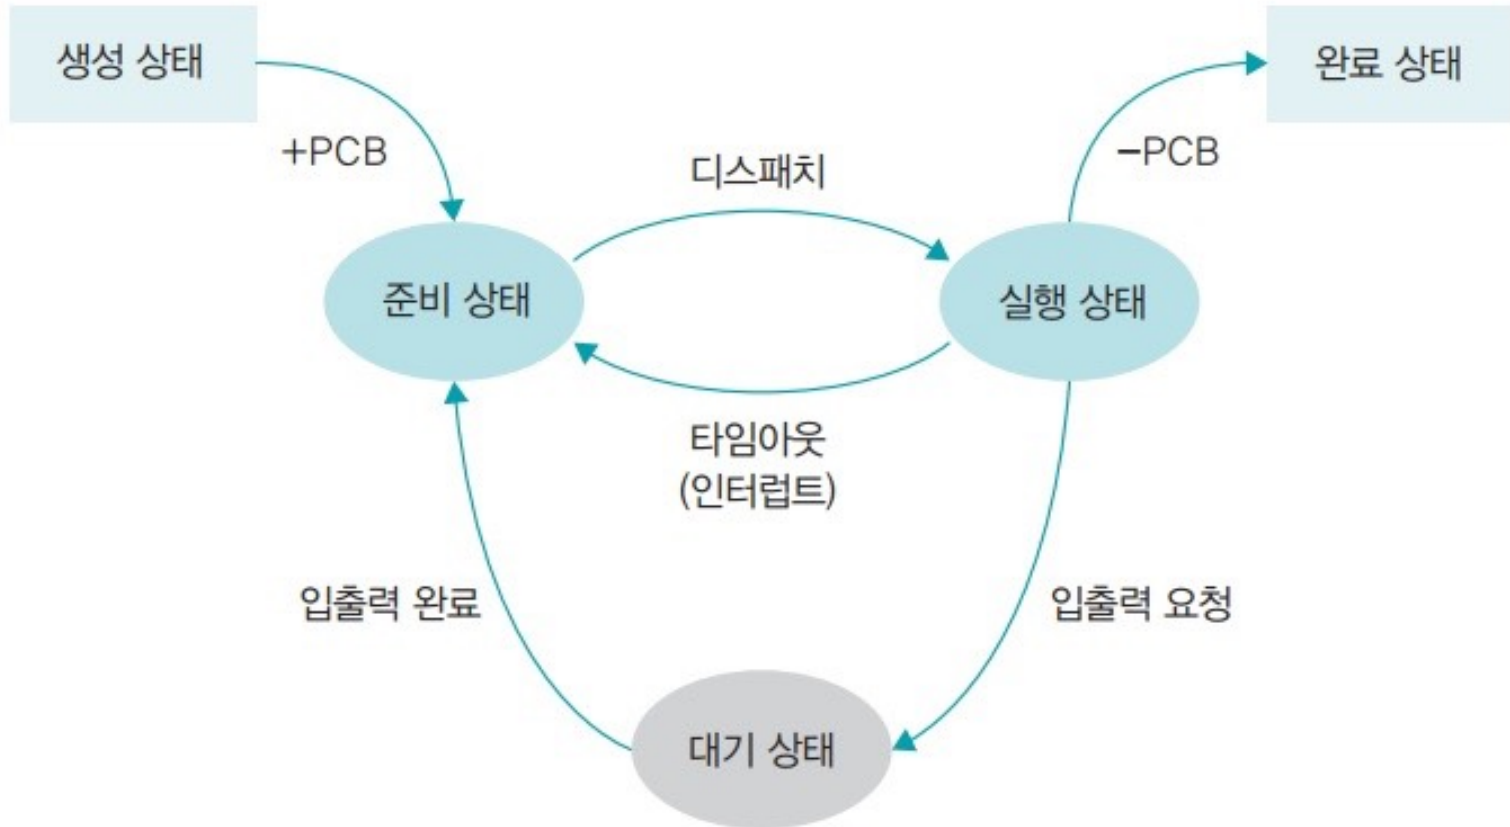 생성 상태
완료 상태
+PCB
−PCB
디스패치
준비 상태
실행 상태
타임아웃
(인터럽트)
입출력 완료
입출력 요청
대기 상태